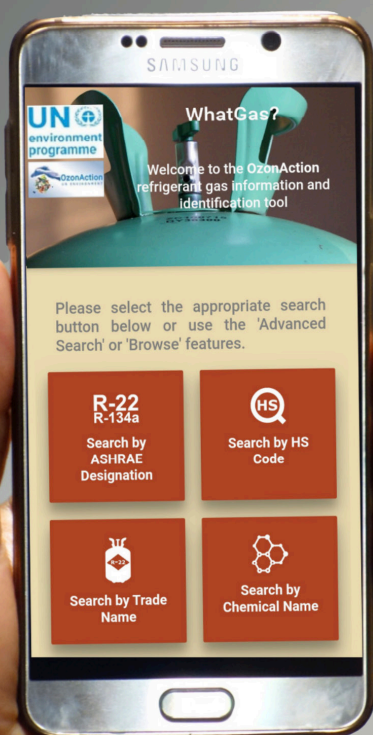 SAMSUNG
UN
environment
programme
OzonAction
UN ENVIRONMENT
WhatGas?
Welcome to the OzonAction
refrigerant gas information and
identification tool
Please select the appropriate search
button below or use the 'Advanced
Search' or 'Browse' features.
R-22
R-134a
Search by
ASHRAE
Designation
HS
Search by HS
Code
R-22
Search by Trade
Name
Search by
Chemical Name